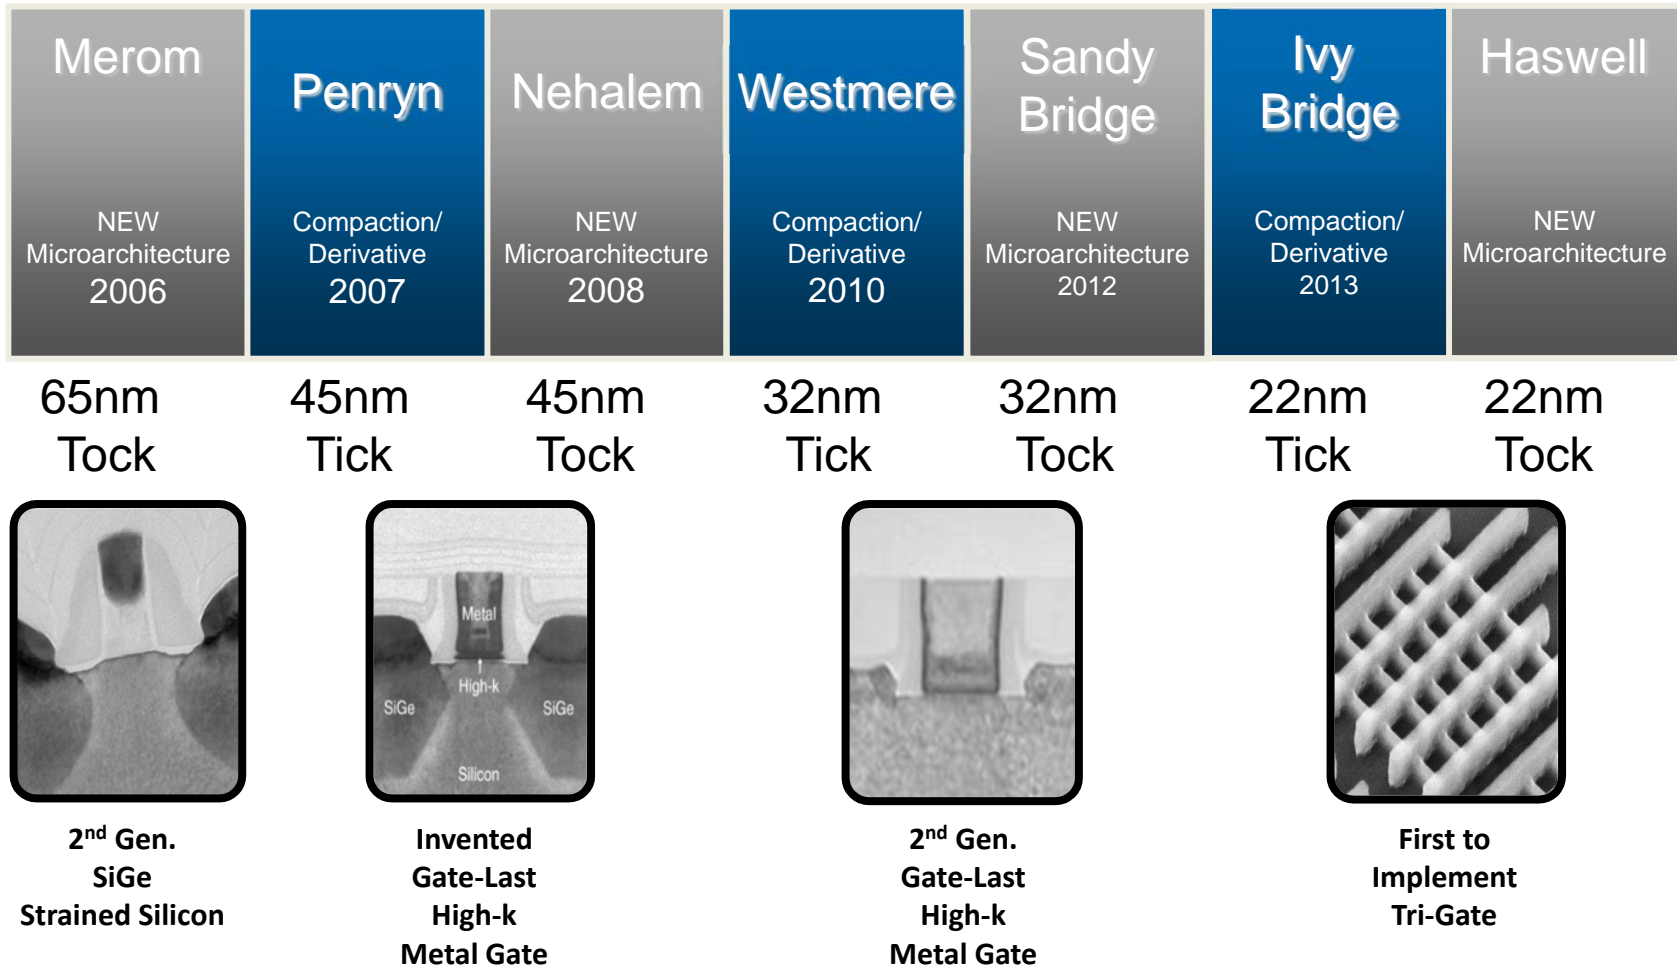 Merom
NEW
Microarchitecture
2006
Penryn
Compaction/
Derivative
2007
Nehalem
NEW
Microarchitecture
2008
Westmere
Compaction/
Derivative
2010
Sandy
Bridge
NEW
Microarchitecture
2012
Ivy
Bridge
Compaction/
Derivative
2013
Haswell
NEW
Microarchitecture
65nm
Tock
45nm
Tick
45nm
Tock
32nm
Tick
32nm
Tock
22nm
Tick
22nm
Tock
Metal
High-k
SiGe
SiGe
Silicon
2nd Gen.
SiGe
Strained Silicon
Invented
Gate-Last
High-k
Metal Gate
2nd Gen.
Gate-Last
High-k
Metal Gate
First to
Implement
Tri-Gate